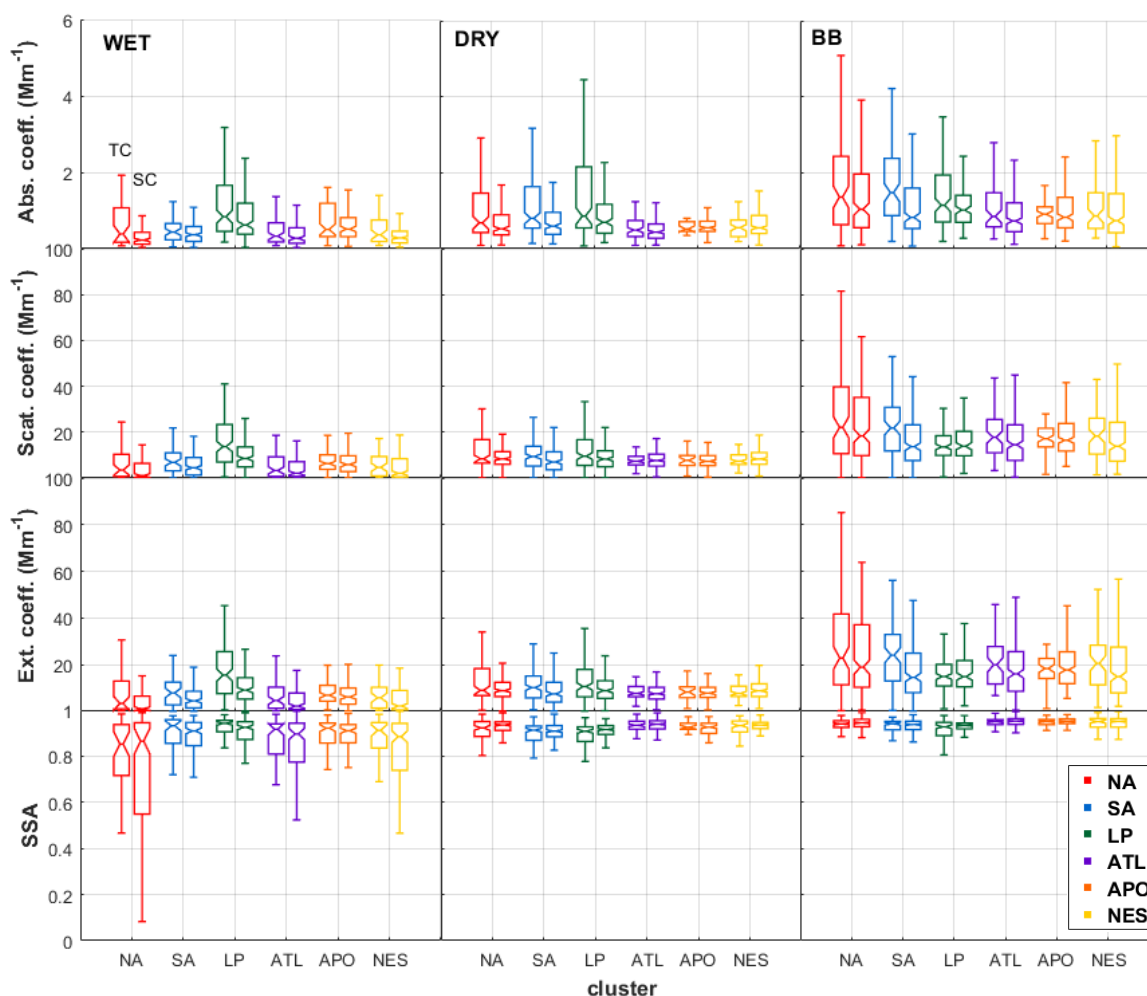 WET DRY BB
TC
SC
Abs. coeff. (Mm⁻¹)
6
4
2
Scat. coeff. (Mm⁻¹)
100
80
60
40
20
Ext. coeff. (Mm⁻¹)
100
80
60
40
20
SSA
1
0.8
0.6
0.4
0.2
0
NA SA LP ATL APO NES NA SA LP ATL APO NES NA SA LP ATL APO NES
cluster
NA
SA
LP
ATL
APO
NES